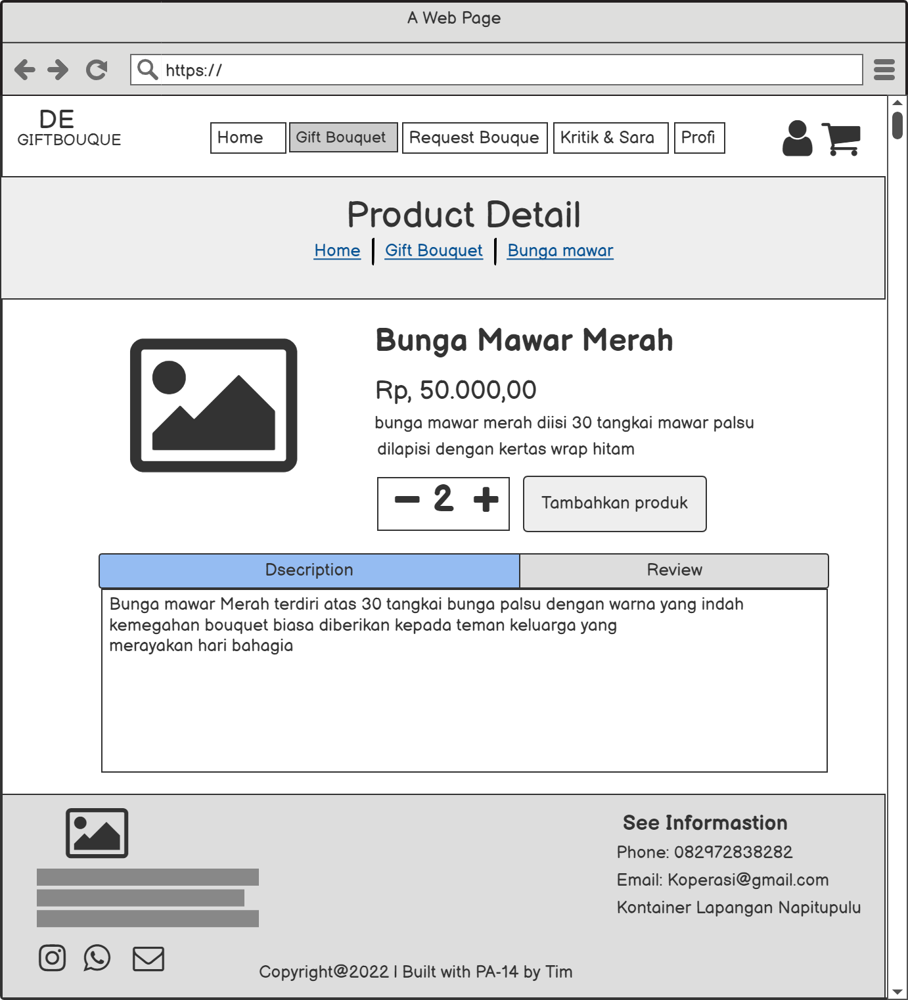 A Web Page
https://
DE
GIFTBOUQUE
Home
Gift Bouquet
Request Bouque
Kritik & Sara
Profi
Product Detail
Home
Gift Bouquet
Bunga mawar
Bunga Mawar Merah
Rp, 50.000,00
bunga mawar merah diisi 30 tangkai mawar palsu
dilapisi dengan kertas wrap hitam
2
Tambahkan produk
Dsecription
Review
Bunga mawar Merah terdiri atas 30 tangkai bunga palsu dengan warna yang indah
kemegahan bouquet biasa diberikan kepada teman keluarga yang
merayakan hari bahagia
See Informastion
Phone: 082972838282
Email: Koperasi@gmail.com
Kontainer Lapangan Napitupulu
Copyright@2022 | Built with PA-14 by Tim